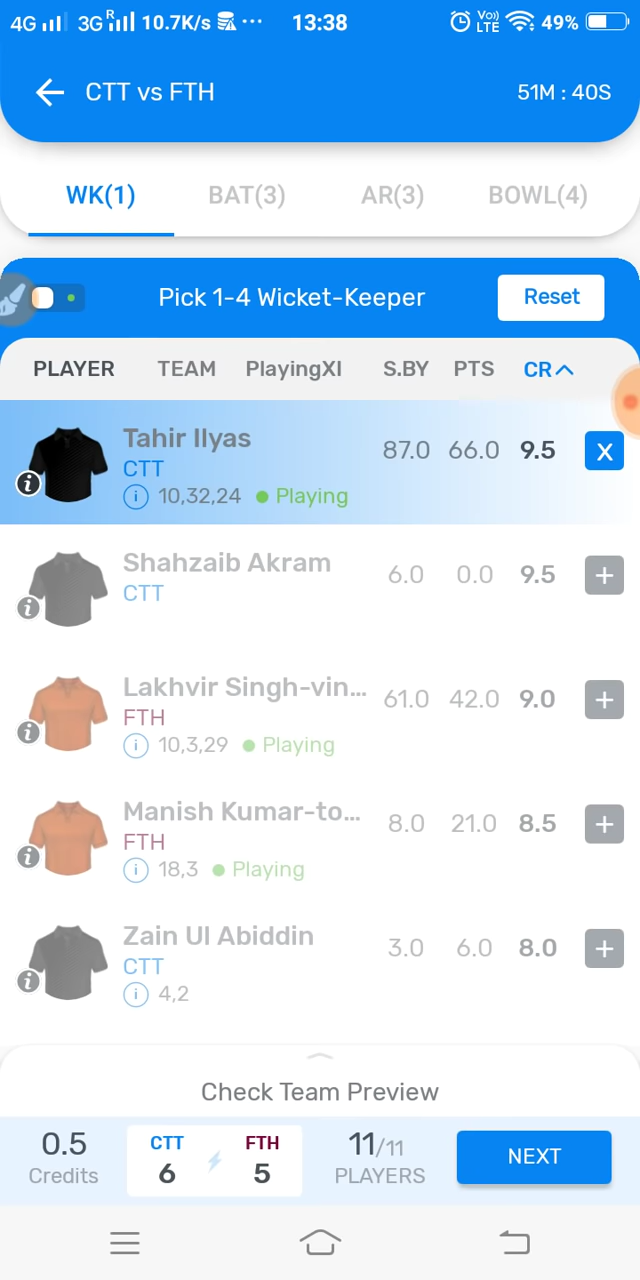 4G 3G R 10.7K/s ... 13:38 Vo)) LTE 49%
CTT vs FTH 51M : 40S
WK(1) BAT(3) AR(3) BOWL(4)
Pick 1-4 Wicket-Keeper Reset
PLAYER TEAM PlayingXI S.BY PTS CR
Tahir Ilyas 87.0 66.0 9.5 X
CTT
i 10,32,24 Playing
Shahzaib Akram 6.0 0.0 9.5 +
CTT
Lakhvir Singh-vin... 61.0 42.0 9.0 +
FTH
i 10,3,29 Playing
Manish Kumar-to... 8.0 21.0 8.5 +
FTH
i 18,3 Playing
Zain Ul Abiddin 3.0 6.0 8.0 +
CTT
i 4,2
Check Team Preview
0.5 CTT FTH 11/11 NEXT
Credits 6 5 PLAYERS